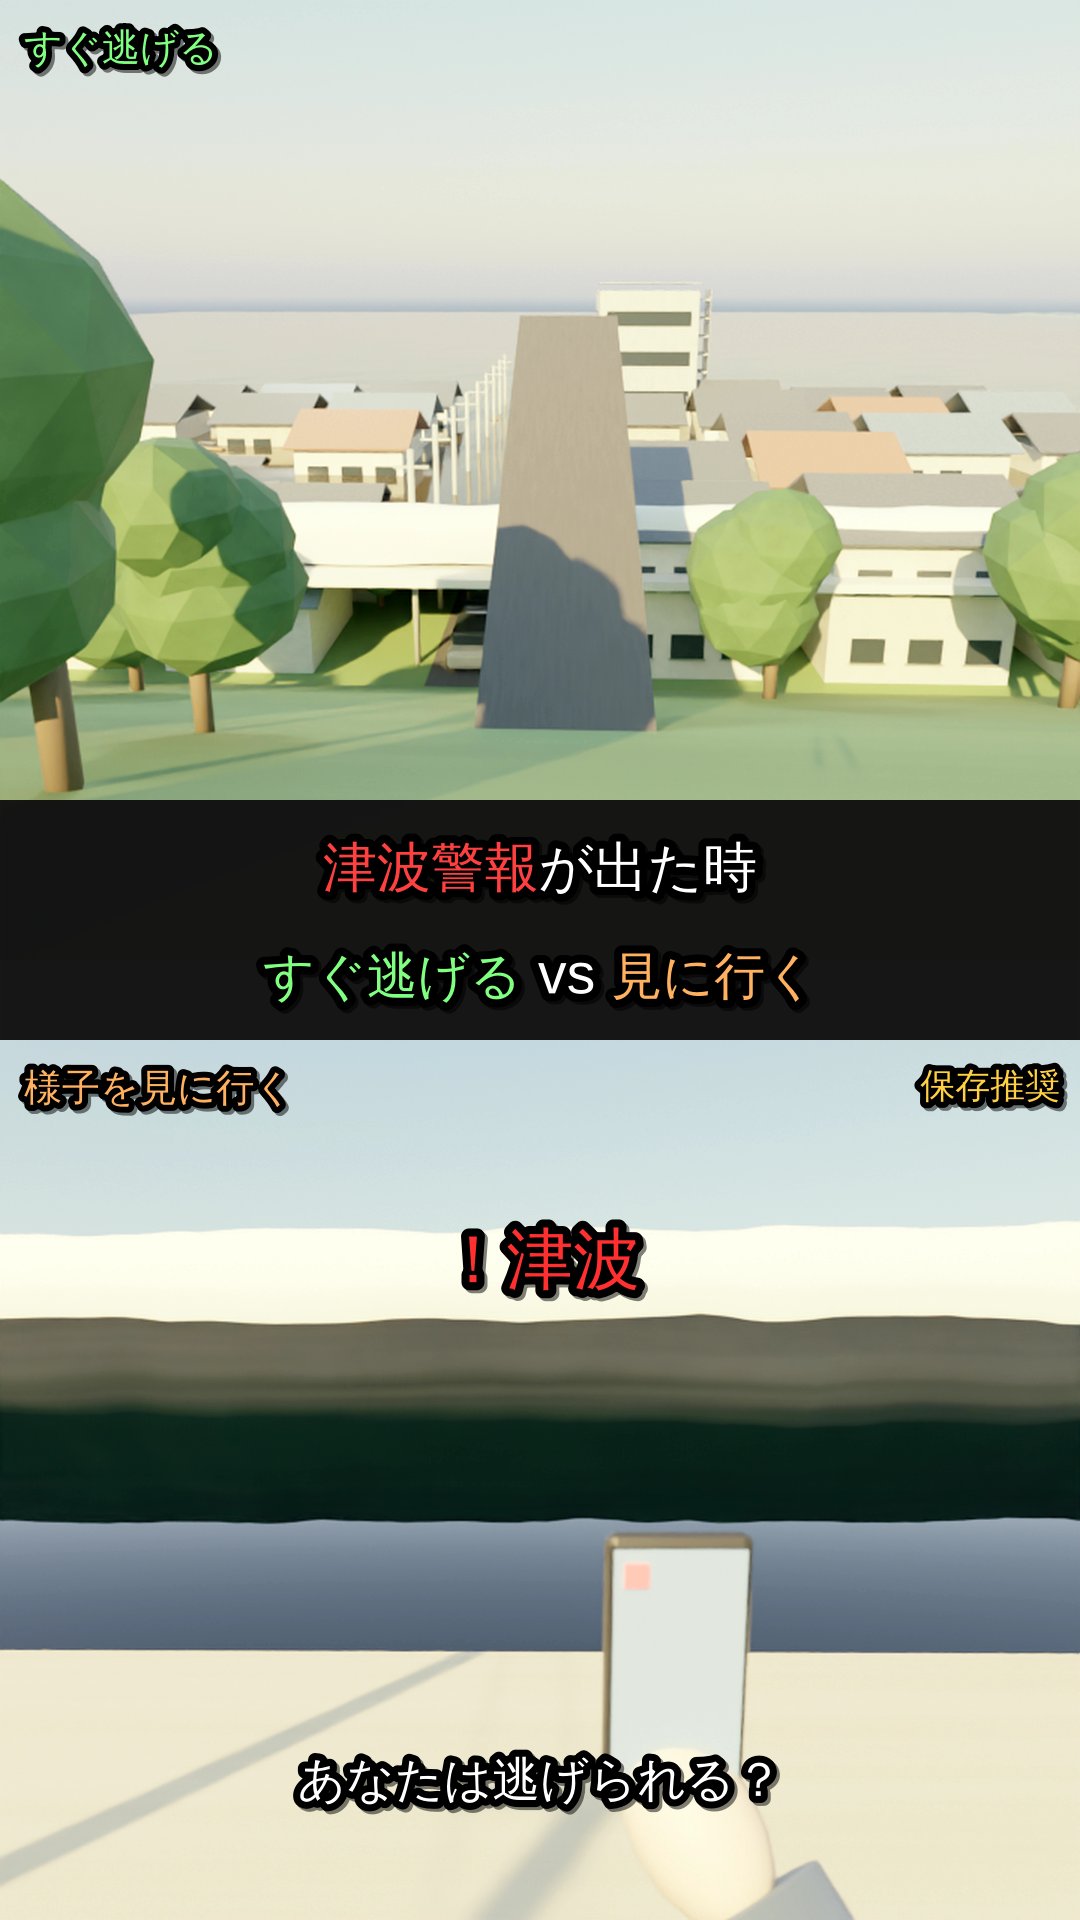 すぐ逃げる
津波警報が出た時
すぐ逃げる vs 見に行く
様子を見に行く
保存推奨
！津波
あなたは逃げられる？